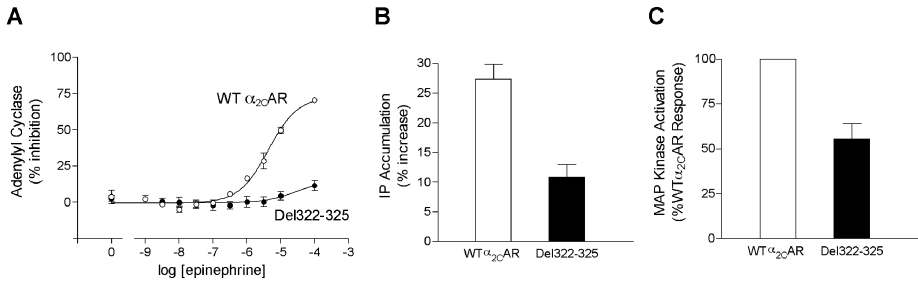 A
Adenylyl Cyclase
(% inhibition)
100
75
50
25
0
WT α2CAR
Del322-325
0 -9 -8 -7 -6 -5 -4 -3
log [epinephrine]
B
IP Accumulation
(% increase)
30
25
20
15
10
5
0
WTα2CAR Del322-325
C
MAP Kinase Activation
(%WTα2CAR Response)
100
75
50
25
0
WTα2CAR Del322-325